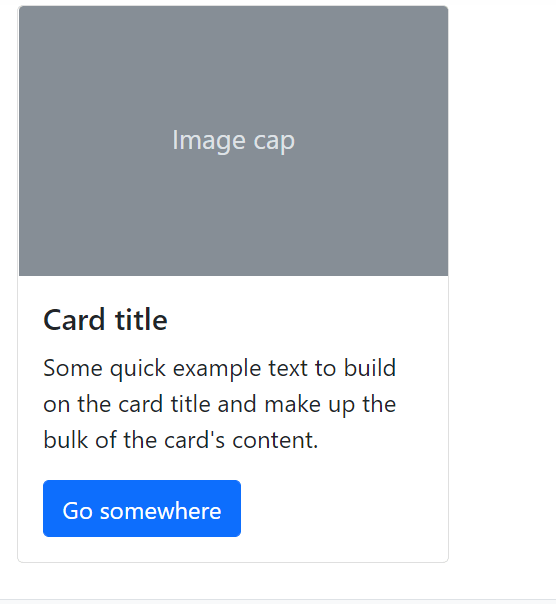 Image cap
Card title
Some quick example text to build
on the card title and make up the
bulk of the card's content.
Go somewhere